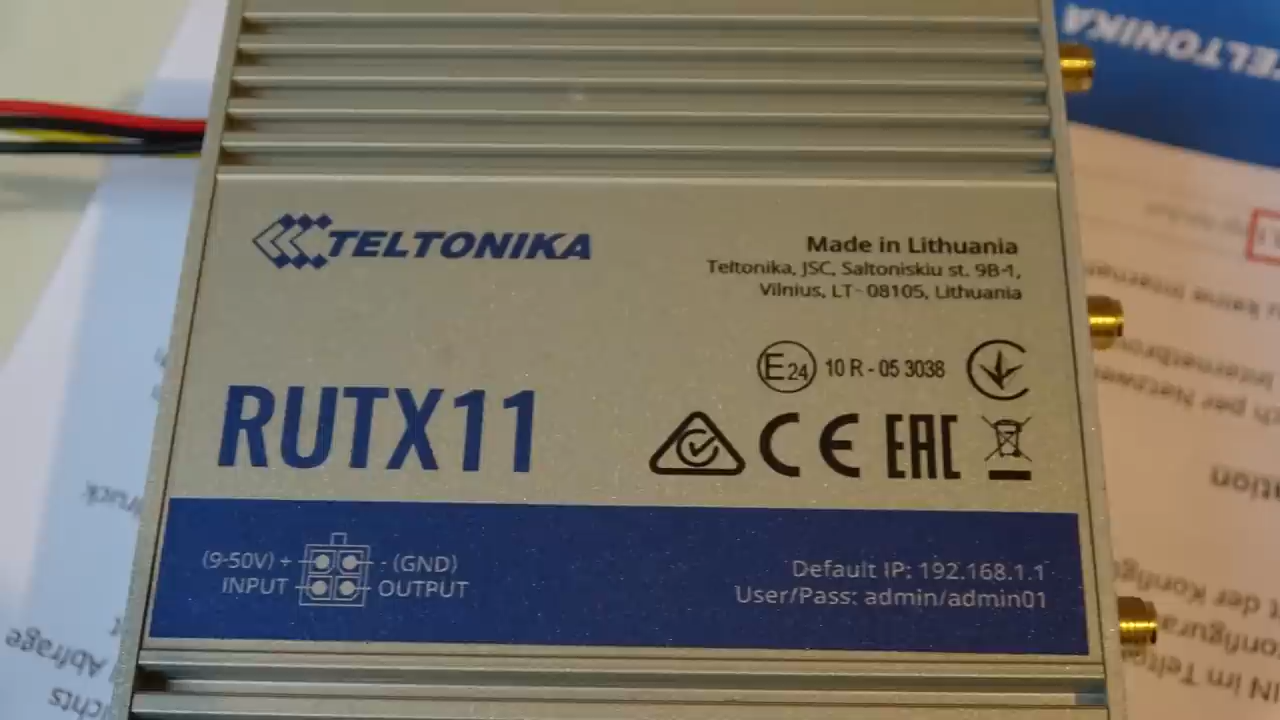 TELTONIKA
TELTONIKA
Made in Lithuania
Teltonika, JSC, Saltoniskiu st. 9B-1,
Vilnius, LT- 08105, Lithuania
E24 10 R - 05 3038
RUTX11
CE EAC
(9-50V) + - (GND)
INPUT OUTPUT
Default IP: 192.168.1.1
User/Pass: admin/admin01
Abfrage